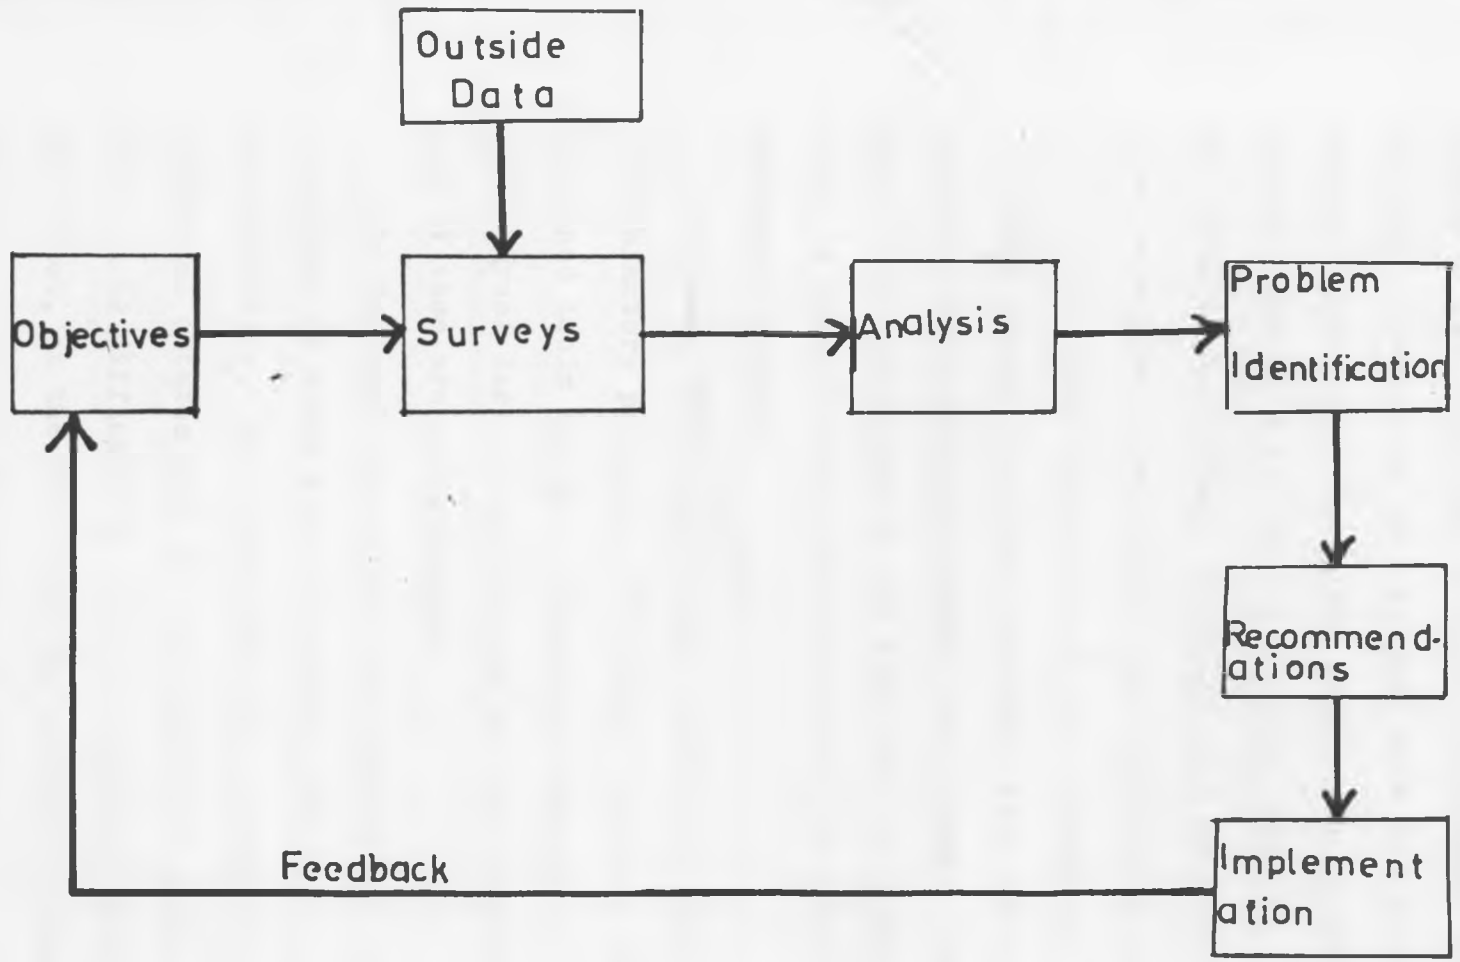 Outside
Data
Objectives
Surveys
Analysis
Problem
Identification
Recommend-
ations
Implement
ation
Feedback